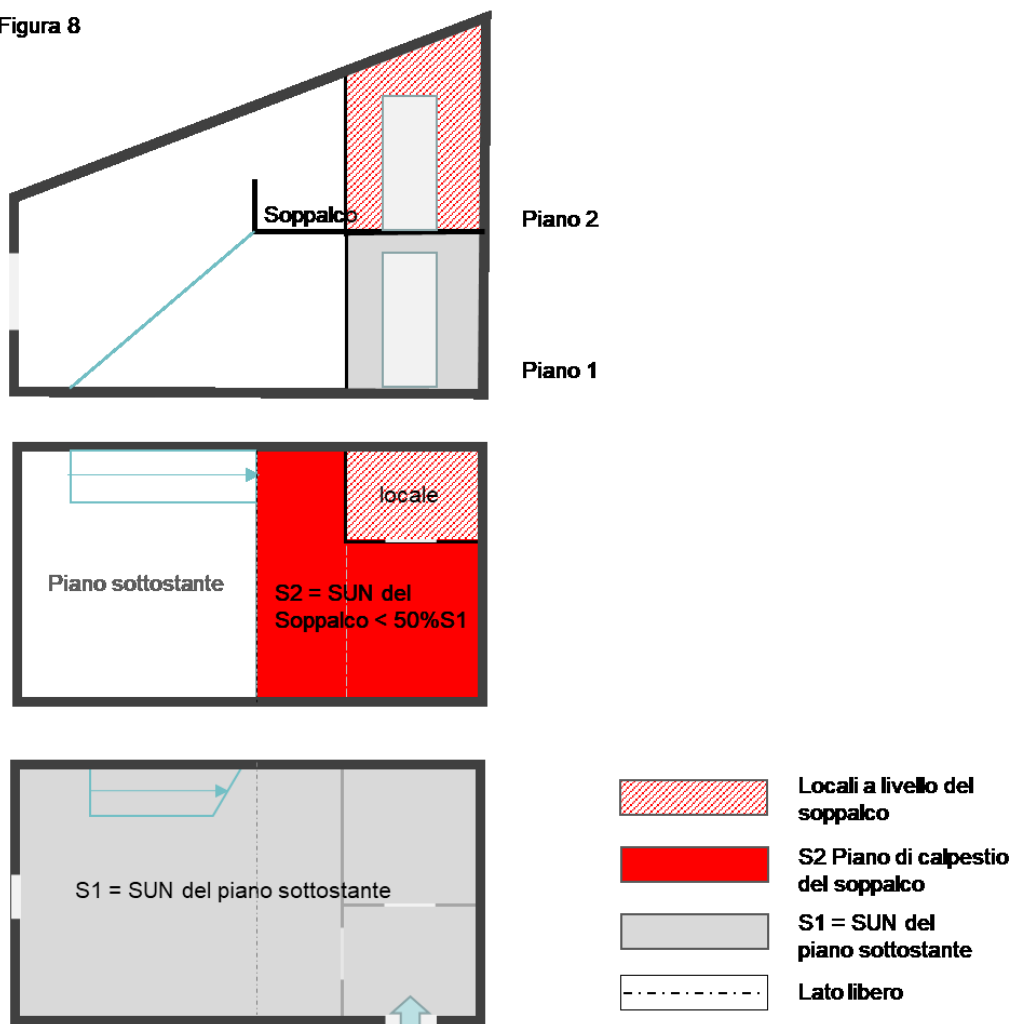 Figura 8
Soppalco
Piano 2
Piano 1
locale
Piano sottostante
S2 = SUN del
Soppalco < 50%S1
S1 = SUN del piano sottostante
Locali a livello del
soppalco
S2 Piano di calpestio
del soppalco
S1 = SUN del
piano sottostante
Lato libero